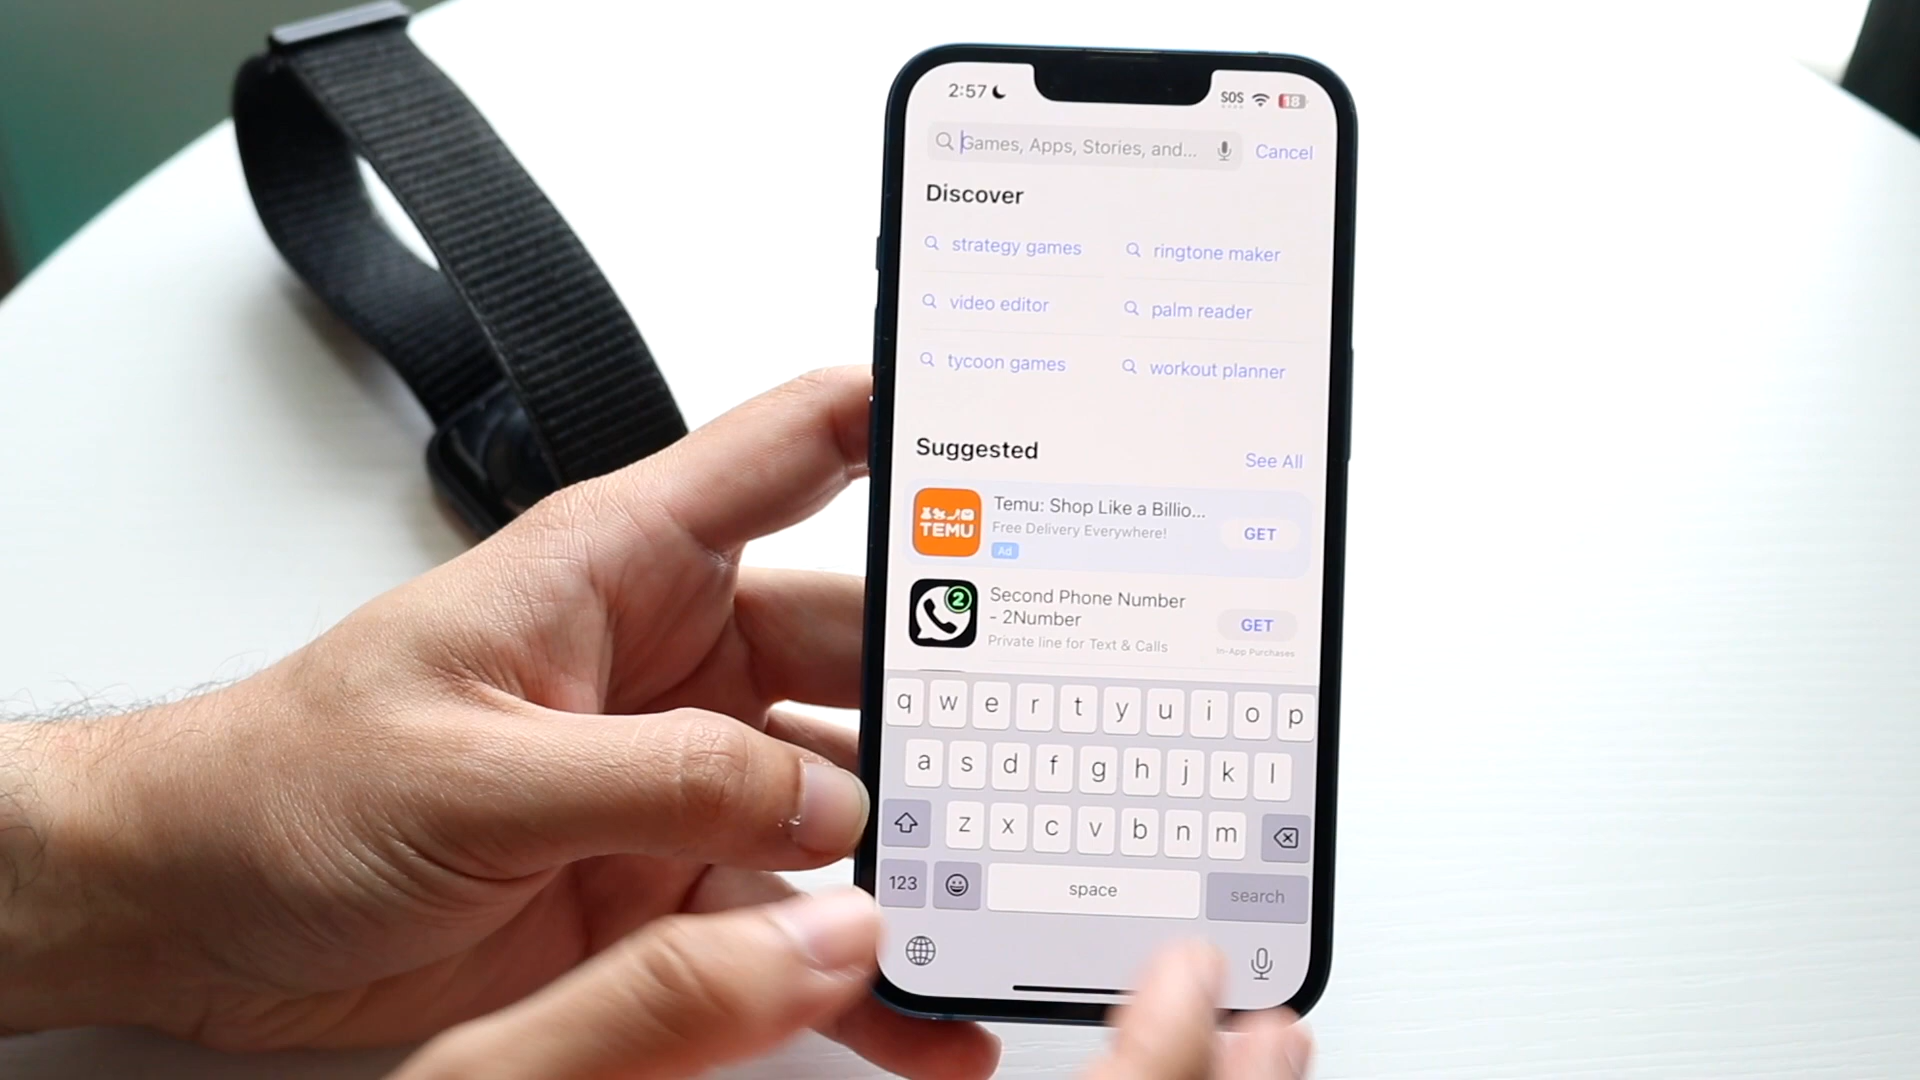 2:57
SOS
18
Games, Apps, Stories, and...
Cancel
Discover
strategy games
ringtone maker
video editor
palm reader
tycoon games
workout planner
Suggested
See All
TEMU
Temu: Shop Like a Billio...
Free Delivery Everywhere!
Ad
GET
2
Second Phone Number
- 2Number
Private line for Text & Calls
GET
In-App Purchases
q w e r t y u i o p
a s d f g h j k l
z x c v b n m
123
space
search